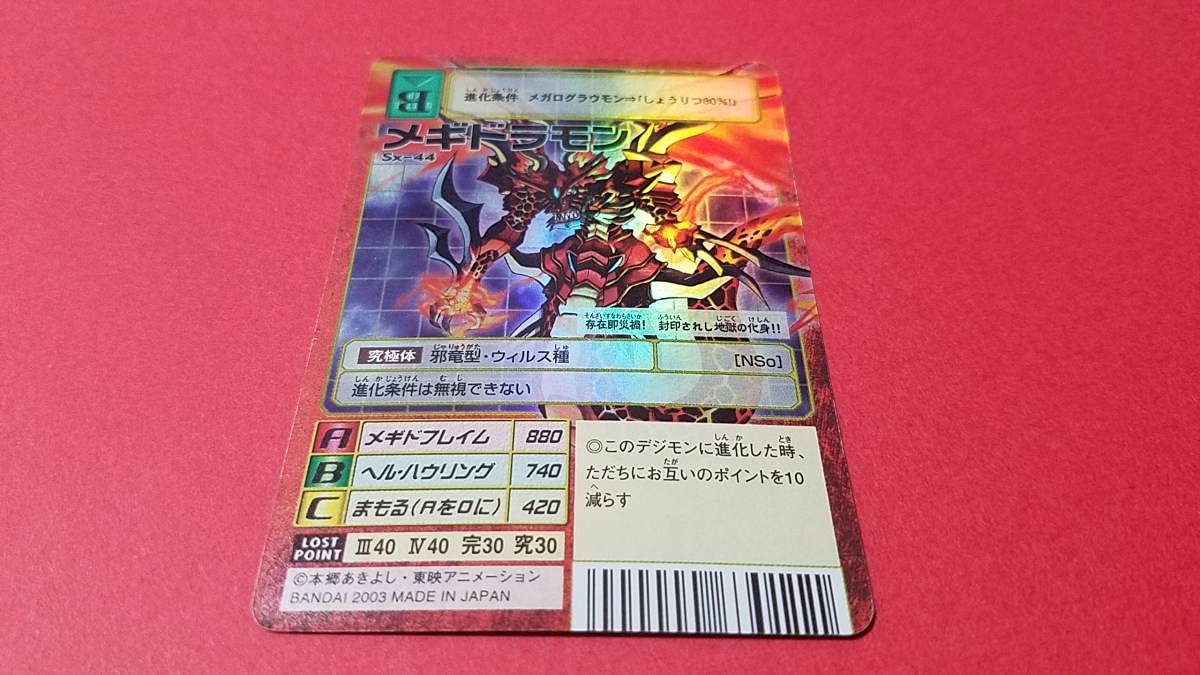 B
進化条件 メガログラウモン⇒「しょうりつ80%!」
メギドラモン
Sx-44
存在即災禍! 封印されし地獄の化身!!
究極体 邪竜型・ウィルス種 [NSo]
進化条件は無視できない
A メギドフレイム 880
B ヘル・ハウリング 740
C まもる(Aを0に) 420
LOST POINT Ⅲ40 Ⅳ40 完30 究30
©本郷あきよし・東映アニメーション
BANDAI 2003 MADE IN JAPAN
◎このデジモンに進化した時、
ただちにお互いのポイントを10
減らす